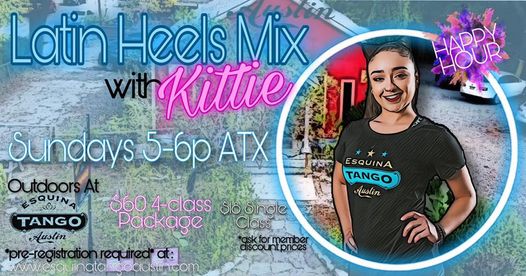 Austin
Latin Heels Mix
with Kittie
HAPPY
HOUR
Sundays 5-6p ATX
Outdoors At
ESQUINA
TANGO
Austin
$60 4-class
Package
Single
Class
*ask for member
discount prices
*pre-registration required* at:
www.esquinatangoaustin.com
ESQUINA
TANGO
Austin